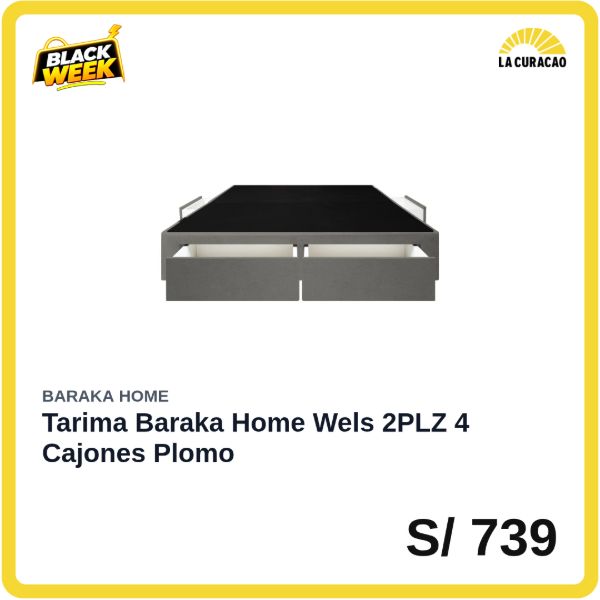 BLACK
WEEK
LA CURACAO
BARAKA HOME
Tarima Baraka Home Wels 2PLZ 4
Cajones Plomo
S/ 739